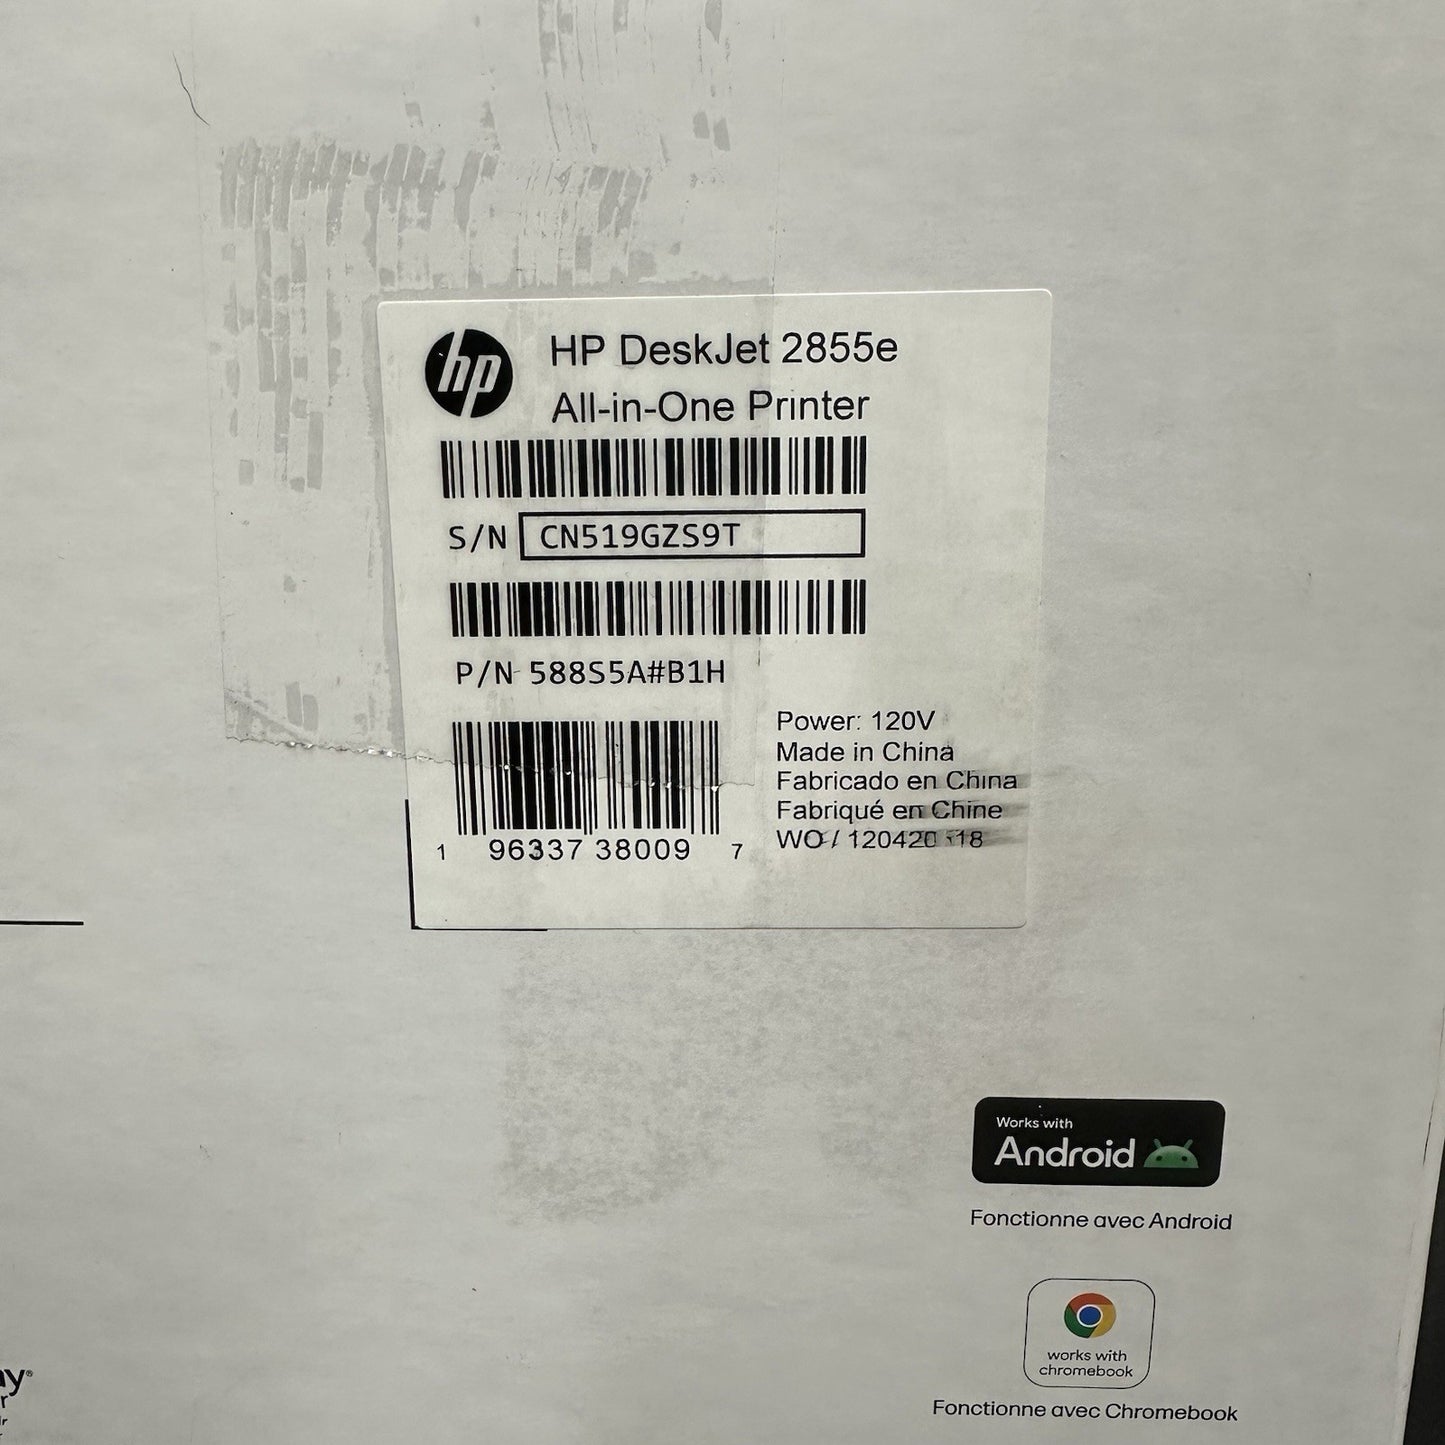 hp
HP DeskJet 2855e
All-in-One Printer
S/N CN519GZS9T
P/N 588S5A#B1H
1 96337 38009 7
Power: 120V
Made in China
Fabricado en China
Fabriqué en Chine
WO /
Works with
Android
Fonctionne avec Android
works with
chromebook
Fonctionne avec Chromebook